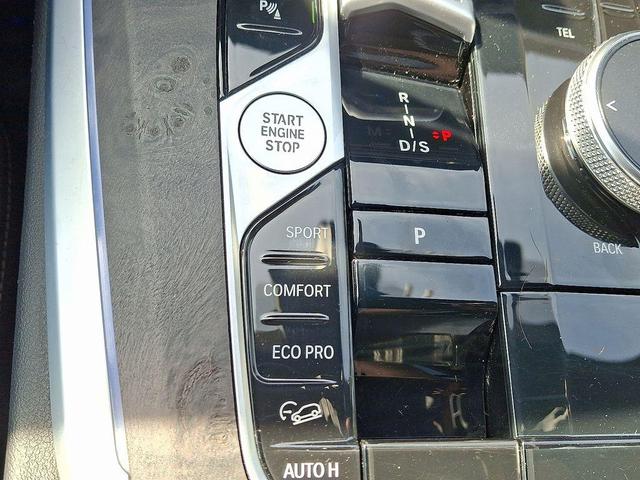 P
TEL
START
ENGINE
STOP
R
N
M P
D/S
SPORT
P
BACK
COMFORT
ECO PRO
AUTO H